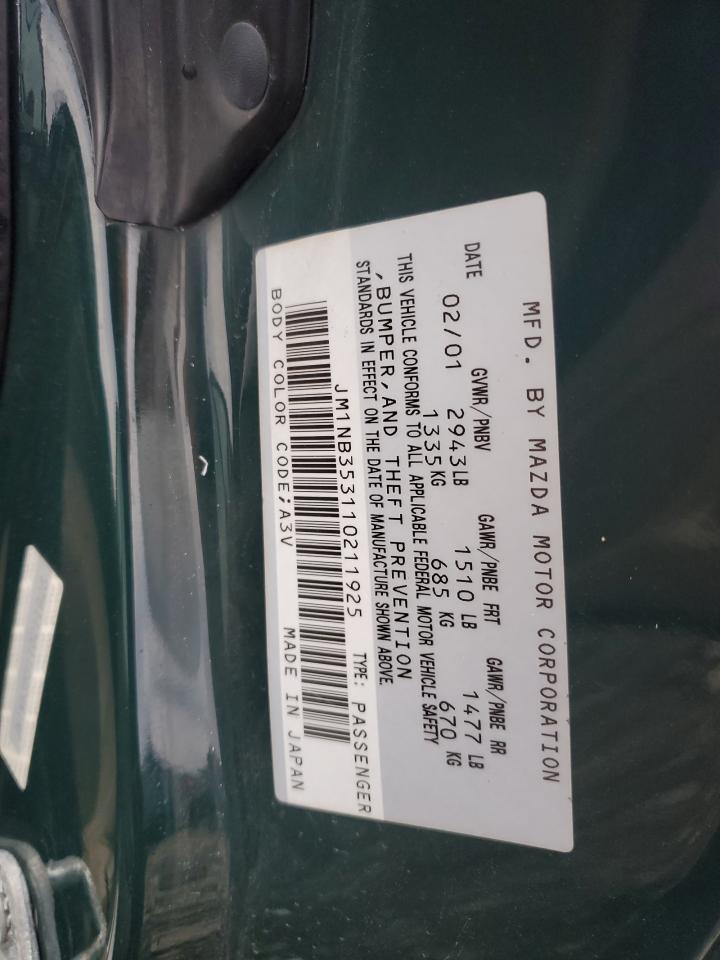 MFD. BY MAZDA MOTOR CORPORATION
DATE GVWR/PNBV GAWR/PNBE FRT GAWR/PNBE RR
02/01 2943LB 1510 LB 1477 LB
1335KG 685 KG 670 KG
THIS VEHICLE CONFORMS TO ALL APPLICABLE FEDERAL MOTOR VEHICLE SAFETY
,BUMPER,AND THEFT PREVENTION
STANDARDS IN EFFECT ON THE DATE OF MANUFACTURE SHOWN ABOVE.
JM1NB353110211925 TYPE: PASSENGER
BODY COLOR CODE;A3V MADE IN JAPAN